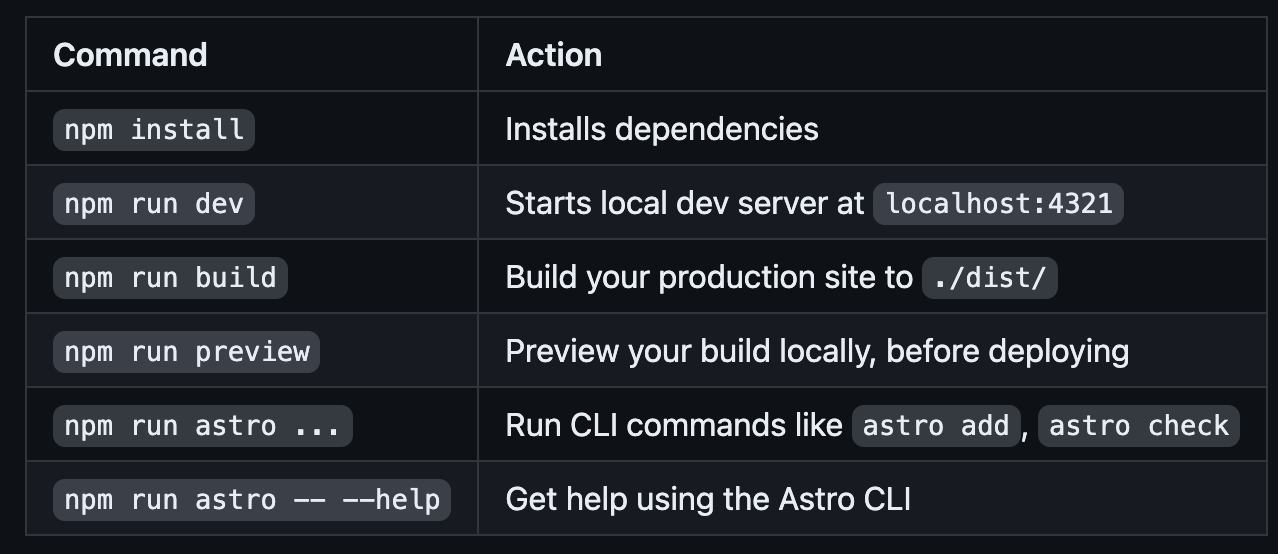 Command Action
npm install Installs dependencies
npm run dev Starts local dev server at localhost:4321
npm run build Build your production site to ./dist/
npm run preview Preview your build locally, before deploying
npm run astro ... Run CLI commands like astro add, astro check
npm run astro -- --help Get help using the Astro CLI